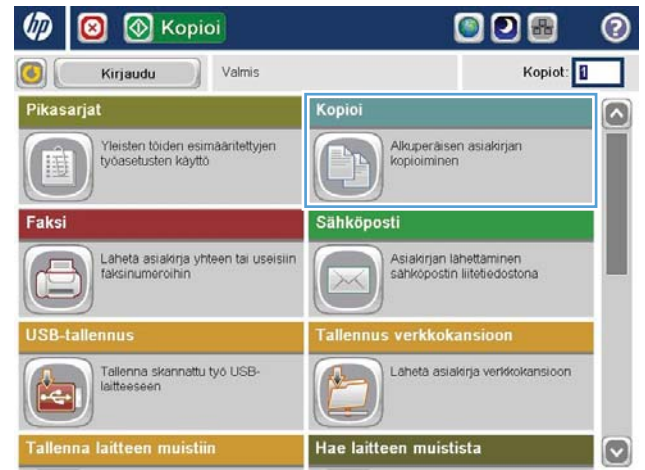 hp
Kopioi
?
Kirjaudu
Valmis
Kopiot: 1
Pikasarjat
Yleisten töiden esimääritettyjen
työasetusten käyttö
Kopioi
Alkuperäisen asiakirjan
kopioiminen
Faksi
Lähetä asiakirja yhteen tai useisiin
faksinumeroihin
Sähköposti
Asiakirjan lähettäminen
sähköpostin liitetiedostona
USB-tallennus
Tallenna skannattu työ USB-
laitteeseen
Tallennus verkkokansioon
Lähetä asiakirja verkkokansioon
Tallenna laitteen muistiin
Hae laitteen muistista